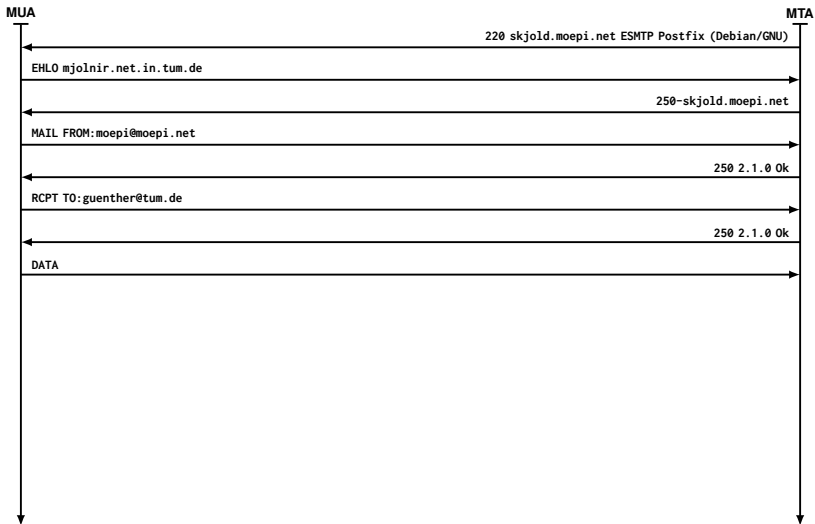 MUA
MTA
220 skjold.moepi.net ESMTP Postfix (Debian/GNU)
EHLO mjolnir.net.in.tum.de
250-skjold.moepi.net
MAIL FROM:moepi@moepi.net
250 2.1.0 Ok
RCPT TO:guenther@tum.de
250 2.1.0 Ok
DATA